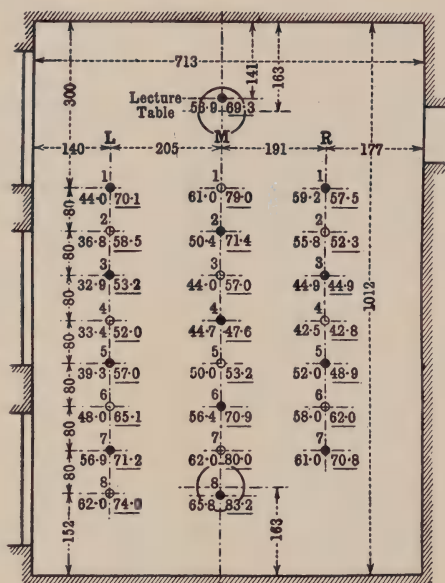 713
300
141
163
Lecture
Table
56·9 69·3
L M R
140 205 191 177
1 1 1
44·0 70·1 61·0 79·0 59·2 57·5
80
2 2 2
36·8 58·5 50·4 71·4 55·8 52·3
80
3 3 3
32·9 53·2 44·0 57·0 44·9 44·9
1012
80
4 4 4
33·4 52·0 44·7 47·6 42·5 42·8
80
5 5 5
39·3 57·0 50·0 53·2 52·0 48·9
80
6 6 6
48·0 65·1 56·4 70·9 58·0 62·0
80
7 7 7
56·9 71·2 62·0 80·0 61·0 70·8
80
8 8
62·0 74·0 65·8 83·2
152
163